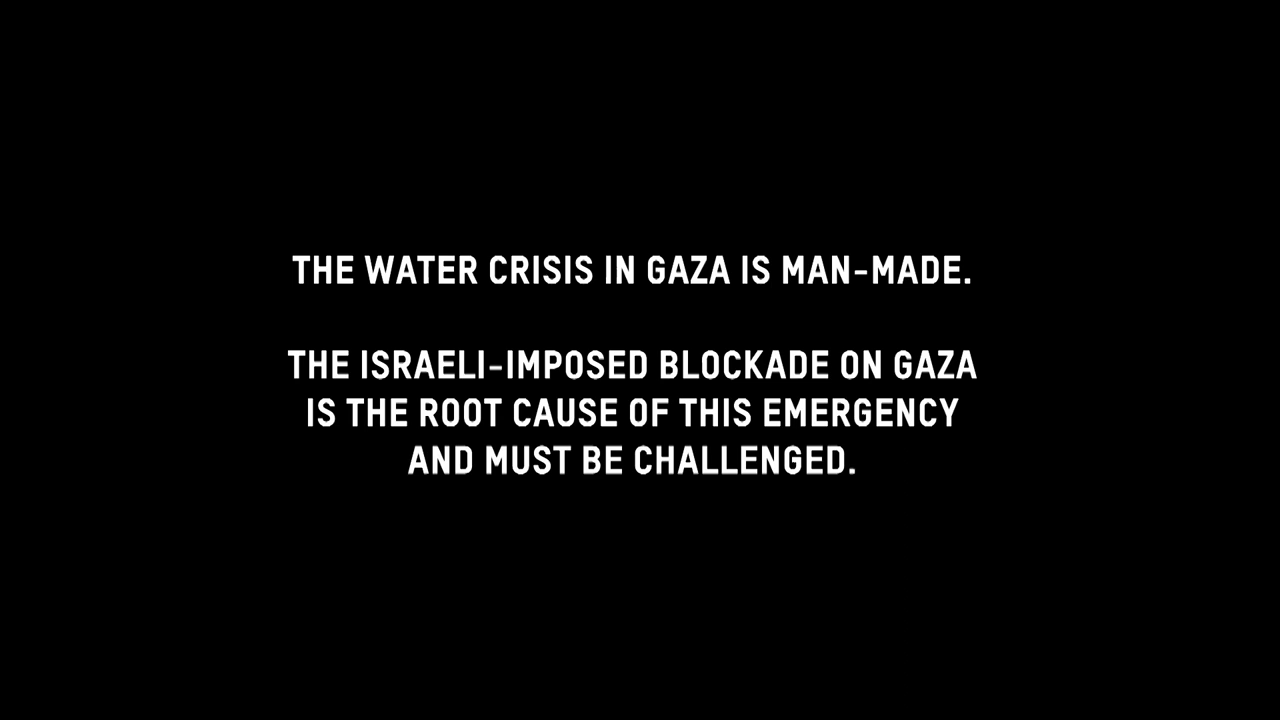 THE WATER CRISIS IN GAZA IS MAN-MADE.
THE ISRAELI-IMPOSED BLOCKADE ON GAZA
IS THE ROOT CAUSE OF THIS EMERGENCY
AND MUST BE CHALLENGED.